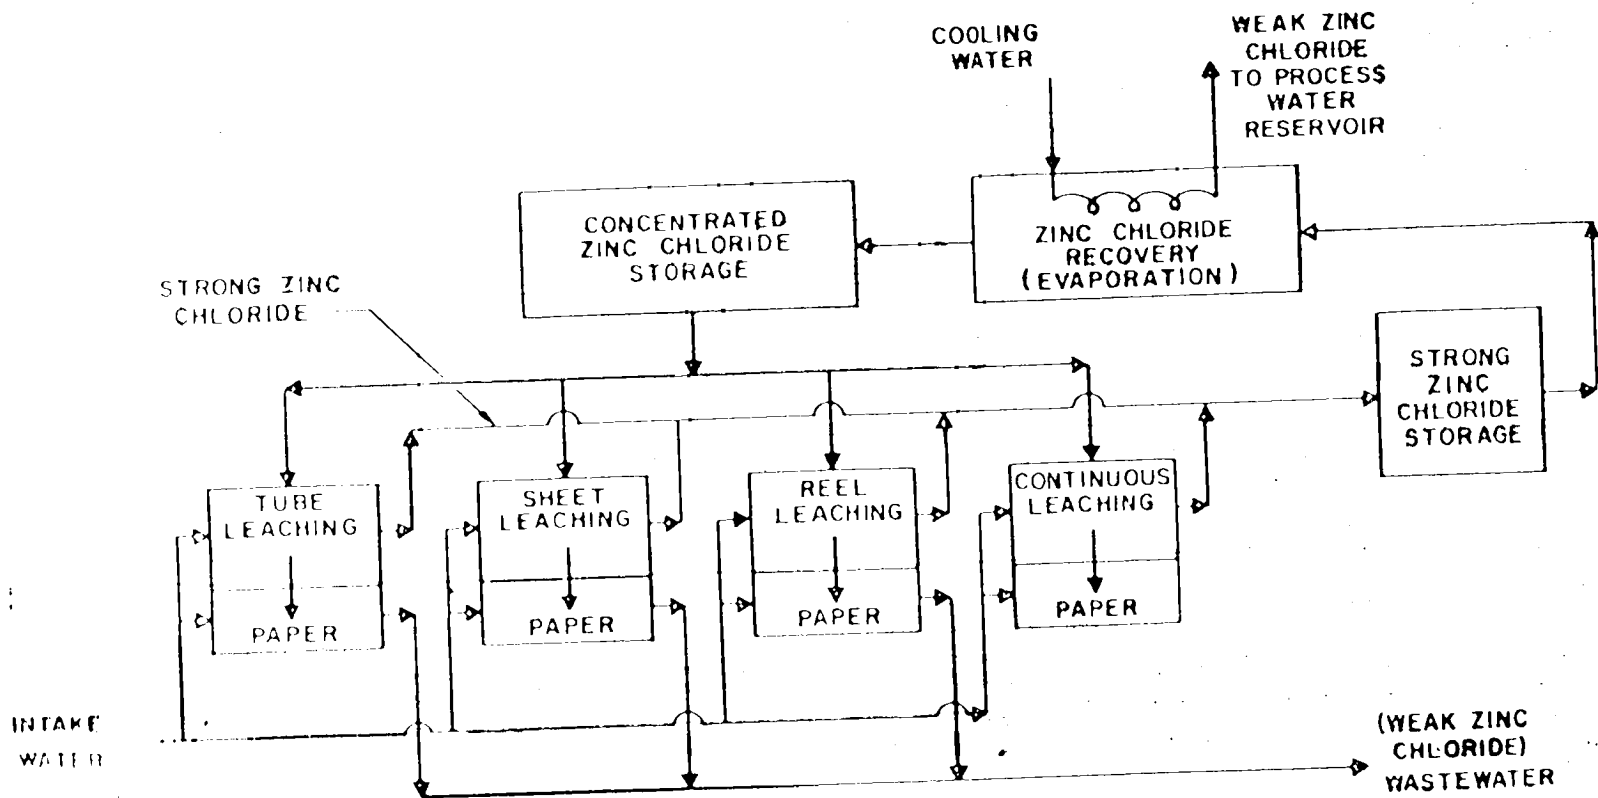 COOLING
WATER
WEAK ZINC
CHLORIDE
TO PROCESS
WATER
RESERVOIR
CONCENTRATED
ZINC CHLORIDE
STORAGE
ZINC CHLORIDE
RECOVERY
(EVAPORATION)
STRONG ZINC
CHLORIDE
STRONG
ZINC
CHLORIDE
STORAGE
TUBE
LEACHING
PAPER
SHEET
LEACHING
PAPER
REEL
LEACHING
PAPER
CONTINUOUS
LEACHING
PAPER
INTAKE
WATER
(WEAK ZINC
CHLORIDE)
WASTEWATER